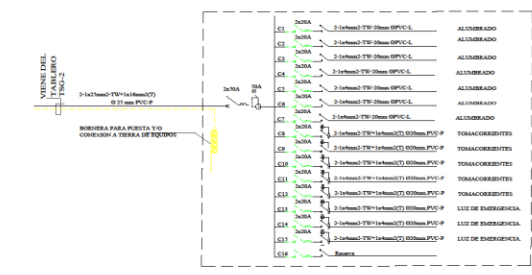 VIENE DEL
TABLERO
TSG-2
2-1x25mm2-TW+1x16mm2(T)
Ø 25 mm PVC-P
BORNERA PARA PUESTA Y/O
CONEXION A TIERRA DE EQUIPOS
2x50A
50A
2x20A
C1 2-1x4mm2-TW-20mm ØPVC-L ALUMBRADO
2x20A
C2 2-1x4mm2-TW-20mm ØPVC-L ALUMBRADO
2x20A
C3 2-1x4mm2-TW-20mm ØPVC-L ALUMBRADO
2x20A
C4 2-1x4mm2-TW-20mm ØPVC-L ALUMBRADO
2x20A
C5 2-1x4mm2-TW-20mm ØPVC-L ALUMBRADO
2x20A
C6 2-1x4mm2-TW-20mm ØPVC-L ALUMBRADO
2x20A
C7 2-1x4mm2-TW-20mm ØPVC-L ALUMBRADO
2x20A
C8 2-1x4mm2-TW+1x4mm2(T) Ø20mm.PVC-P TOMACORRIENTES
2x20A
C9 2-1x4mm2-TW+1x4mm2(T) Ø20mm.PVC-P TOMACORRIENTES
2x20A
C10 2-1x4mm2-TW+1x4mm2(T) Ø20mm.PVC-P TOMACORRIENTES
2x20A
C11 2-1x4mm2-TW+1x4mm2(T) Ø20mm.PVC-P TOMACORRIENTES
2x20A
C12 2-1x4mm2-TW+1x4mm2(T) Ø20mm.PVC-P TOMACORRIENTES
2x20A
C13 2-1x4mm2-TW+1x4mm2(T) Ø20mm.PVC-P LUZ DE EMERGENCIA.
2x20A
C14 2-1x4mm2-TW+1x4mm2(T) Ø20mm.PVC-P LUZ DE EMERGENCIA.
2x20A
C15 2-1x4mm2-TW+1x4mm2(T) Ø20mm.PVC-P LUZ DE EMERGENCIA.
C16 Reserva